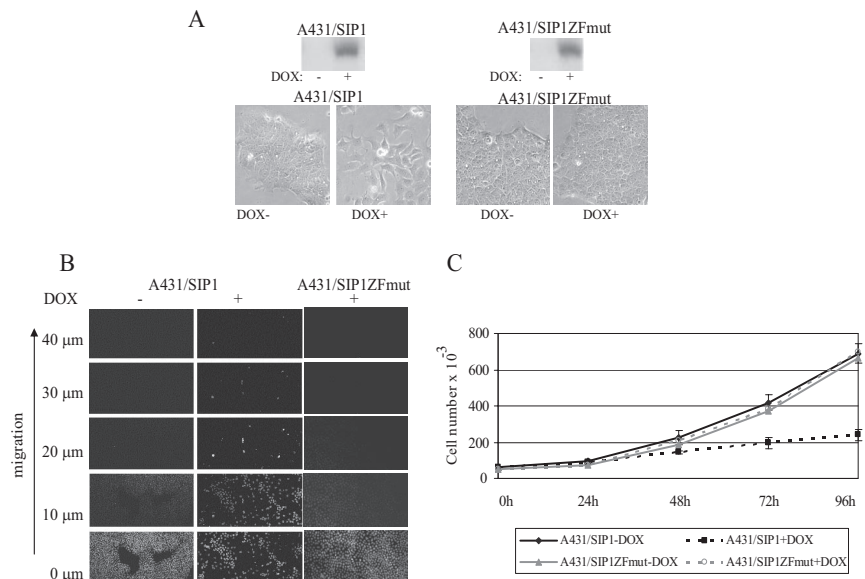 A
A431/SIP1
A431/SIP1ZFmut
DOX: - +
DOX: - +
A431/SIP1
A431/SIP1ZFmut
DOX-
DOX+
DOX-
DOX+
B
A431/SIP1
A431/SIP1ZFmut
DOX
-
+
+
40 µm
30 µm
20 µm
10 µm
0 µm
migration
C
Cell number x 10-3
800
600
400
200
0
0h
24h
48h
72h
96h
A431/SIP1-DOX
A431/SIP1+DOX
A431/SIP1ZFmut-DOX
A431/SIP1ZFmut+DOX